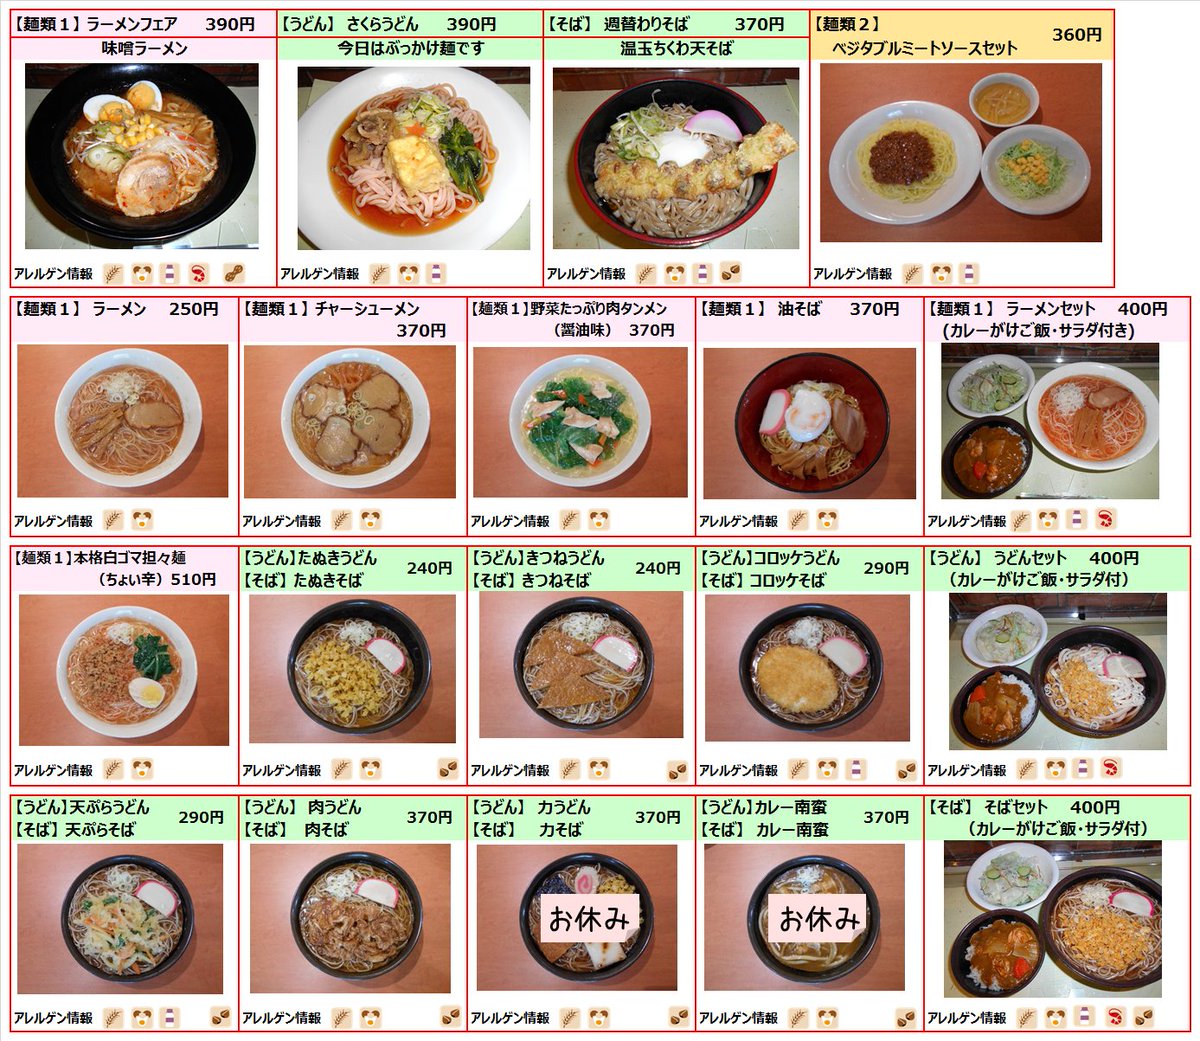 【麺類１】ラーメンフェア　390円
味噌ラーメン
【うどん】 さくらうどん　390円
今日はぶっかけ麺です
【そば】 週替わりそば　370円
温玉ちくわ天そば
【麺類２】
ベジタブルミートソースセット
360円
アレルゲン情報
アレルゲン情報
アレルゲン情報
アレルゲン情報
【麺類１】 ラーメン　250円
【麺類１】 チャーシューメン
370円
【麺類１】野菜たっぷり肉タンメン
（醤油味）　370円
【麺類１】 油そば　370円
【麺類１】 ラーメンセット　400円
(カレーがけご飯・サラダ付き)
アレルゲン情報
アレルゲン情報
アレルゲン情報
アレルゲン情報
アレルゲン情報
【麺類１】本格白ゴマ担々麺
（ちょい辛）510円
【うどん】たぬきうどん
【そば】 たぬきそば
240円
【うどん】きつねうどん
【そば】 きつねそば
240円
【うどん】コロッケうどん
【そば】 コロッケそば
290円
【うどん】 うどんセット　400円
（カレーがけご飯・サラダ付）
アレルゲン情報
アレルゲン情報
アレルゲン情報
アレルゲン情報
アレルゲン情報
【うどん】天ぷらうどん
【そば】 天ぷらそば
290円
【うどん】 肉うどん
【そば】 肉そば
370円
【うどん】 力うどん
【そば】 力そば
370円
【うどん】カレー南蛮
【そば】 カレー南蛮
370円
【そば】 そばセット　400円
（カレーがけご飯・サラダ付）
お休み
お休み
アレルゲン情報
アレルゲン情報
アレルゲン情報
アレルゲン情報
アレルゲン情報